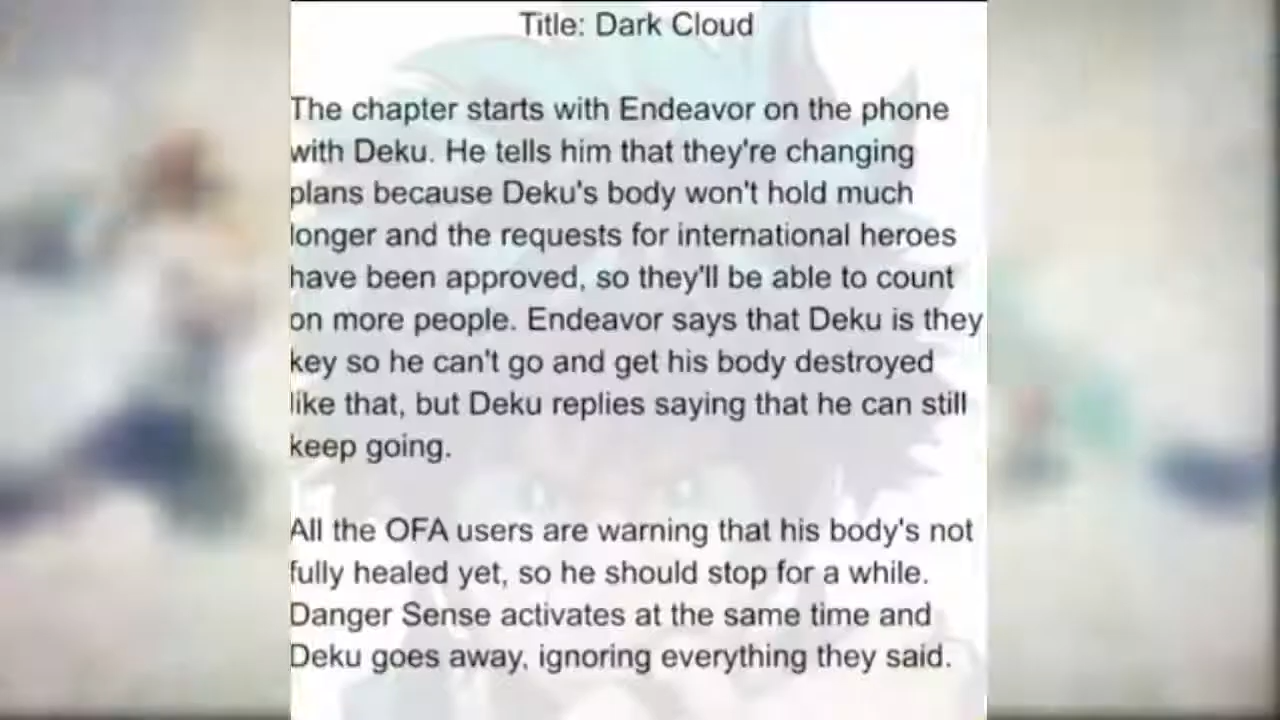 Title: Dark Cloud
The chapter starts with Endeavor on the phone
with Deku. He tells him that they're changing
plans because Deku's body won't hold much
longer and the requests for international heroes
have been approved, so they'll be able to count
on more people. Endeavor says that Deku is they
key so he can't go and get his body destroyed
like that, but Deku replies saying that he can still
keep going.
All the OFA users are warning that his body's not
fully healed yet, so he should stop for a while.
Danger Sense activates at the same time and
Deku goes away, ignoring everything they said.